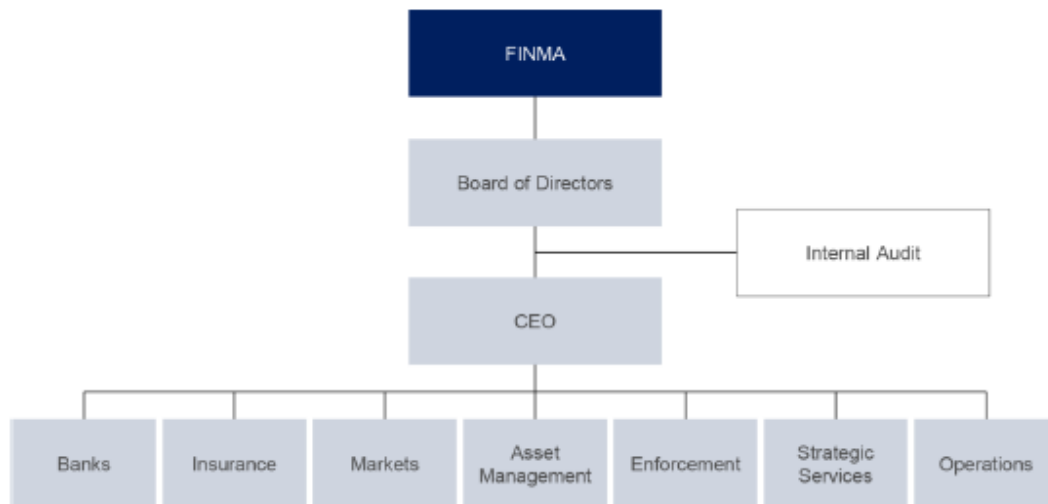 FINMA
Board of Directors
Internal Audit
CEO
Banks
Insurance
Markets
Asset
Management
Enforcement
Strategic
Services
Operations